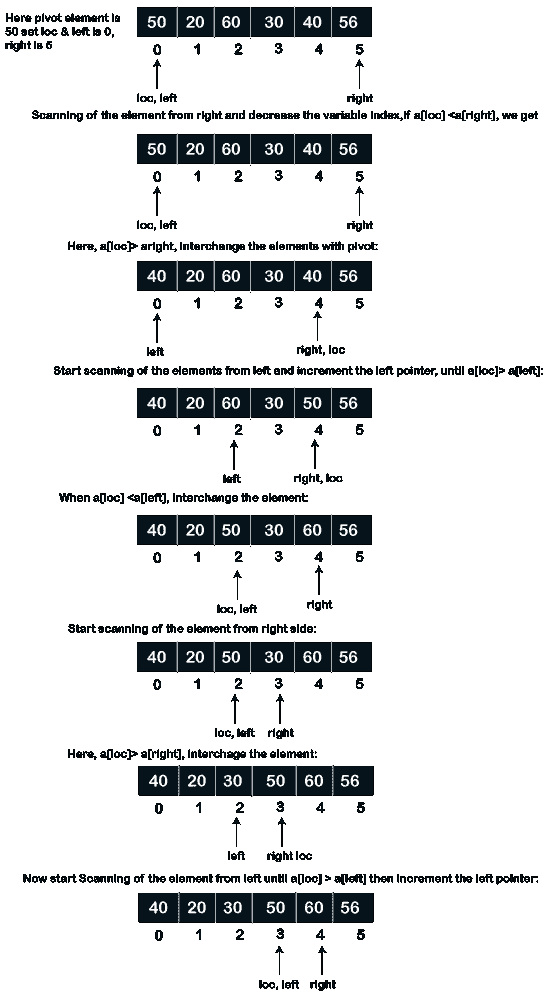 Here pivot element is
50 set loc & left is 0,
right is 5
50 20 60 30 40 56
0 1 2 3 4 5
loc, left right
Scanning of the element from right and decrease the variable index,if a[loc] <a[right], we get
50 20 60 30 40 56
0 1 2 3 4 5
loc, left right
Here, a[loc]> aright, interchange the elements with pivot:
40 20 60 30 40 56
0 1 2 3 4 5
left right, loc
Start scanning of the elements from left and increment the left pointer, until a[loc]> a[left]:
40 20 60 30 50 56
0 1 2 3 4 5
left right, loc
When a[loc] <a[left], interchange the element:
40 20 50 30 60 56
0 1 2 3 4 5
loc, left right
Start scanning of the element from right side:
40 20 50 30 60 56
0 1 2 3 4 5
loc, left right
Here, a[loc]> a[right], interchage the element:
40 20 30 50 60 56
0 1 2 3 4 5
left right loc
Now start Scanning of the element from left until a[loc] > a[left] then increment the left pointer:
40 20 30 50 60 56
0 1 2 3 4 5
loc, left right